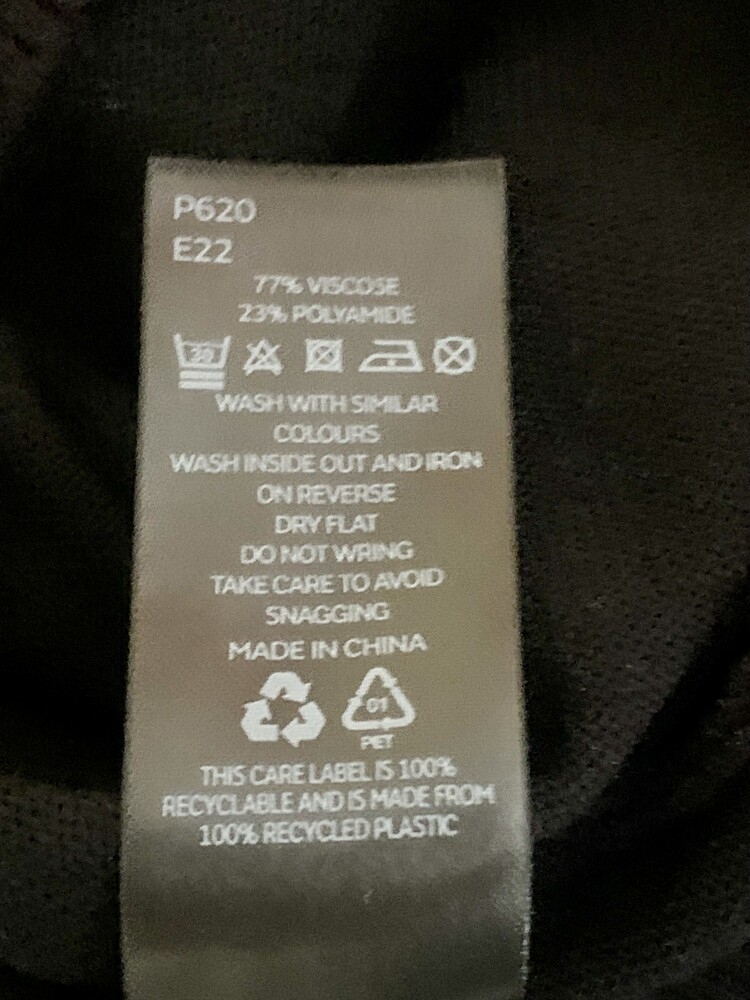 P620
E22
77% VISCOSE
23% POLYAMIDE
30
WASH WITH SIMILAR
COLOURS
WASH INSIDE OUT AND IRON
ON REVERSE
DRY FLAT
DO NOT WRING
TAKE CARE TO AVOID
SNAGGING
MADE IN CHINA
01
PET
THIS CARE LABEL IS 100%
RECYCLABLE AND IS MADE FROM
100% RECYCLED PLASTIC